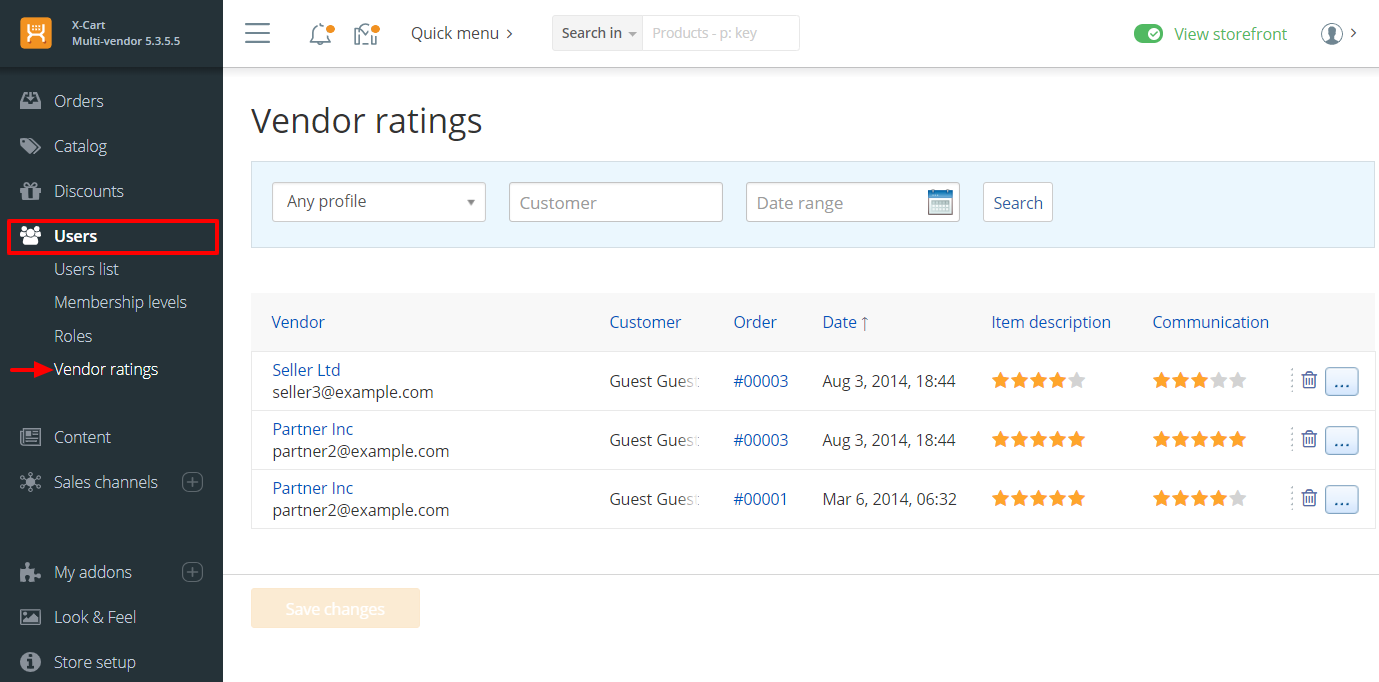 X-Cart
Multi-vendor 5.3.5.5
Quick menu
Search in
Products - p: key
View storefront
Orders
Catalog
Discounts
Users
Users list
Membership levels
Roles
Vendor ratings
Content
Sales channels
My addons
Look & Feel
Store setup
Vendor ratings
Any profile
Customer
Date range
Search
Vendor Customer Order Date ↑ Item description Communication
Seller Ltd
seller3@example.com
Guest Guest #00003 Aug 3, 2014, 18:44 ...
Partner Inc
partner2@example.com
Guest Guest #00003 Aug 3, 2014, 18:44 ...
Partner Inc
partner2@example.com
Guest Guest #00001 Mar 6, 2014, 06:32 ...
Save changes